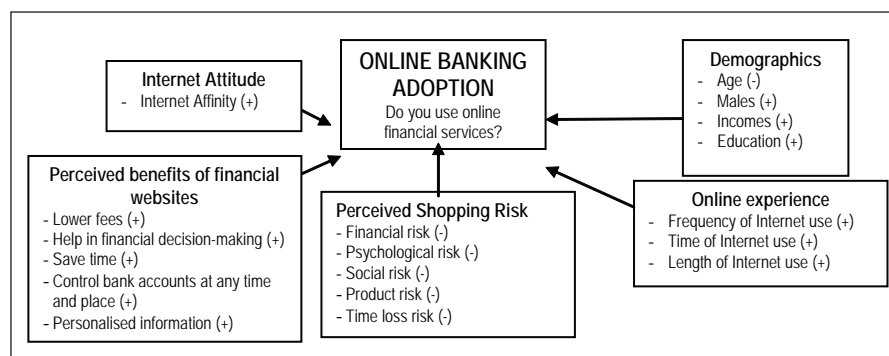 Internet Attitude
- Internet Affinity (+)
ONLINE BANKING
ADOPTION
Do you use online
financial services?
Demographics
- Age (-)
- Males (+)
- Incomes (+)
- Education (+)
Perceived benefits of financial
websites
- Lower fees (+)
- Help in financial decision-making (+)
- Save time (+)
- Control bank accounts at any time
and place (+)
- Personalised information (+)
Perceived Shopping Risk
- Financial risk (-)
- Psychological risk (-)
- Social risk (-)
- Product risk (-)
- Time loss risk (-)
Online experience
- Frequency of Internet use (+)
- Time of Internet use (+)
- Length of Internet use (+)